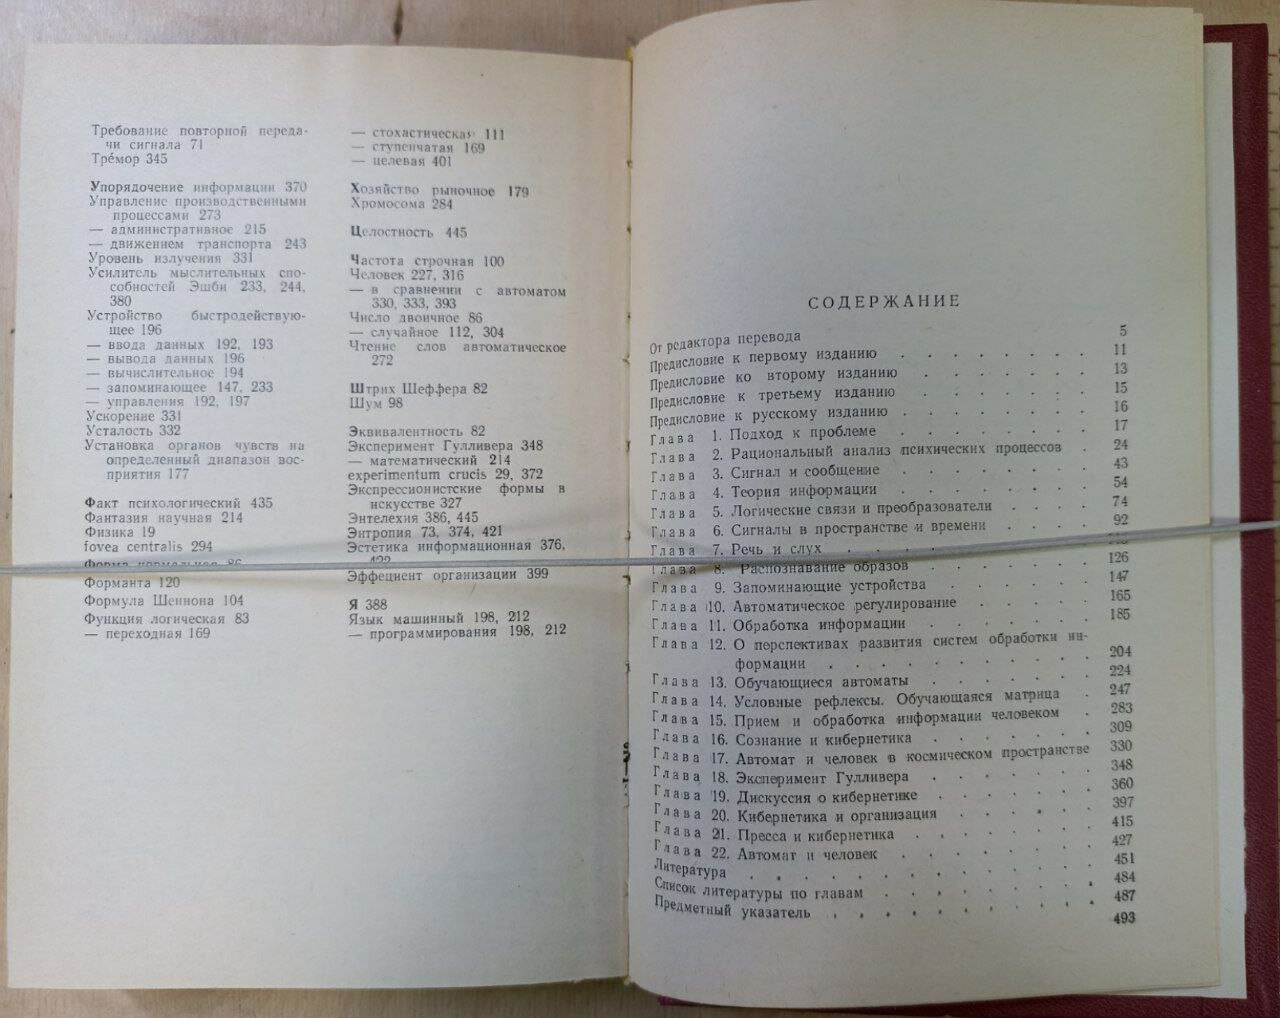 Требование повторной переда-
чи сигнала 71
Тре́мор 345
Упорядочение информации 370
Управление производственными
процессами 273
— административное 215
— движением транспорта 243
Уровень излучения 331
Усилитель мыслительных спо-
собностей Эшби 233, 244,
380
Устройство быстродействую-
щее 196
— ввода данных 192, 193
— вывода данных 196
— вычислительное 194
— запоминающее 147, 233
— управления 192, 197
Ускорение 331
Усталость 332
Установка органов чувств на
определенный диапазон вос-
приятия 177
Факт психологический 435
Фантазия научная 214
Физика 19
fovea centralis 294
Форма нормальная 86
Форманта 120
Формула Шеннона 104
Функция логическая 83
— переходная 169
— стохастическая 111
— ступенчатая 169
— целевая 401
Хозяйство рыночное 179
Хромосома 284
Целостность 445
Частота строчная 100
Человек 227, 316
— в сравнении с автоматом
330, 333, 393
Число двоичное 86
— случайное 112, 304
Чтение слов автоматическое
272
Штрих Шеффера 82
Шум 98
Эквивалентность 82
Эксперимент Гулливера 348
— математический 214
experimentum crucis 29, 372
Экспрессионистские формы в
искусстве 327
Энтелехия 386, 445
Энтропия 73, 374, 421
Эстетика информационная 376,
Эффециент организации 399
Я 388
Язык машинный 198, 212
— программирования 198, 212
СОДЕРЖАНИЕ
От редактора перевода 5
Предисловие к первому изданию . . . . . . . 11
Предисловие ко второму изданию . . . . . . 13
Предисловие к третьему изданию . . . . . . 15
Предисловие к русскому изданию . . . . . . . 16
Глава 1. Подход к проблеме . . . . . . . 17
Глава 2. Рациональный анализ психических процессов . 24
Глава 3. Сигнал и сообщение . . . . . . . 43
Глава 4. Теория информации . . . . . . . 54
Глава 5. Логические связи и преобразователи . . . . 74
Глава 6. Сигналы в пространстве и времени . . . . 92
Глава 7. Речь и слух . . . . . . . . .
Глава 8. Распознавание образов . . . . . . 126
Глава 9. Запоминающие устройства . . . . . . 147
Глава 10. Автоматическое регулирование . . . . . 165
Глава 11. Обработка информации . . . . . . 185
Глава 12. О перспективах развития систем обработки ин-
формации . . . . . . . . . . 204
Глава 13. Обучающиеся автоматы . . . . . . 224
Глава 14. Условные рефлексы. Обучающаяся матрица . 247
Глава 15. Прием и обработка информации человеком . 283
Глава 16. Сознание и кибернетика . . . . . . 309
Глава 17. Автомат и человек в космическом пространстве 330
Глава 18. Эксперимент Гулливера . . . . . . 348
Глава 19. Дискуссия о кибернетике . . . . . . 360
Глава 20. Кибернетика и организация . . . . . 397
Глава 21. Пресса и кибернетика . . . . . . . 415
Глава 22. Автомат и человек . . . . . . . 427
Литература . . . . . . . . . . . . 451
Список литературы по главам . . . . . . . . 484
Предметный указатель . . . . . . . . . . 487
493